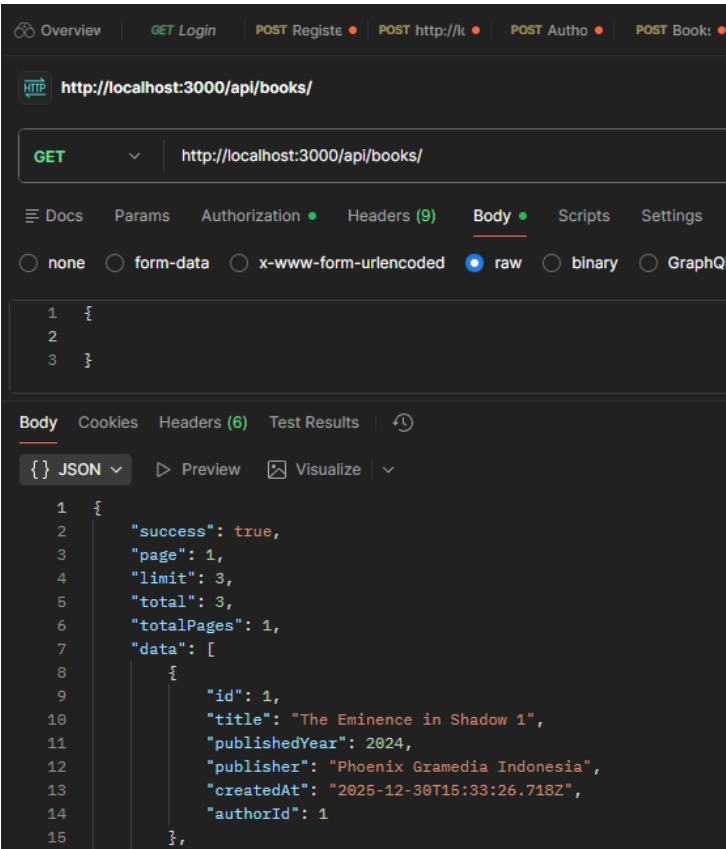 Overview GET Login POST Registe POST http://lc POST Autho POST Books
HTTP http://localhost:3000/api/books/
GET http://localhost:3000/api/books/
Docs Params Authorization Headers (9) Body Scripts Settings
none form-data x-www-form-urlencoded raw binary GraphQ
1 {
2
3 }
Body Cookies Headers (6) Test Results
{} JSON Preview Visualize
1 {
2 "success": true,
3 "page": 1,
4 "limit": 3,
5 "total": 3,
6 "totalPages": 1,
7 "data": [
8 {
9 "id": 1,
10 "title": "The Eminence in Shadow 1",
11 "publishedYear": 2024,
12 "publisher": "Phoenix Gramedia Indonesia",
13 "createdAt": "2025-12-30T15:33:26.718Z",
14 "authorId": 1
15 },